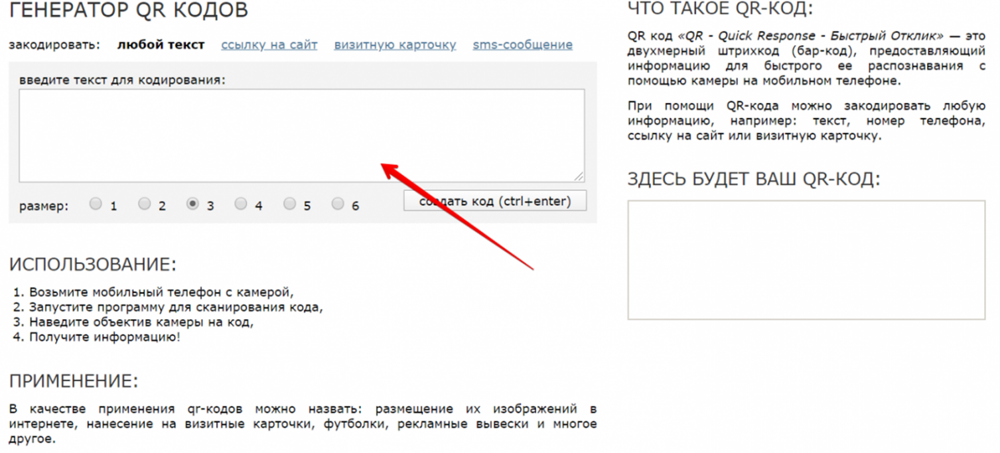 ГЕНЕРАТОР QR КОДОВ
закодировать: любой текст ссылку на сайт визитную карточку sms-сообщение
введите текст для кодирования:
размер: 1 2 3 4 5 6 создать код (ctrl+enter)
ИСПОЛЬЗОВАНИЕ:
1. Возьмите мобильный телефон с камерой,
2. Запустите программу для сканирования кода,
3. Наведите объектив камеры на код,
4. Получите информацию!
ПРИМЕНЕНИЕ:
В качестве применения qr-кодов можно назвать: размещение их изображений в
интернете, нанесение на визитные карточки, футболки, рекламные вывески и многое
другое.
ЧТО ТАКОЕ QR-КОД:
QR код «QR - Quick Response - Быстрый Отклик» — это
двухмерный штрихкод (бар-код), предоставляющий
информацию для быстрого ее распознавания с
помощью камеры на мобильном телефоне.
При помощи QR-кода можно закодировать любую
информацию, например: текст, номер телефона,
ссылку на сайт или визитную карточку.
ЗДЕСЬ БУДЕТ ВАШ QR-КОД: